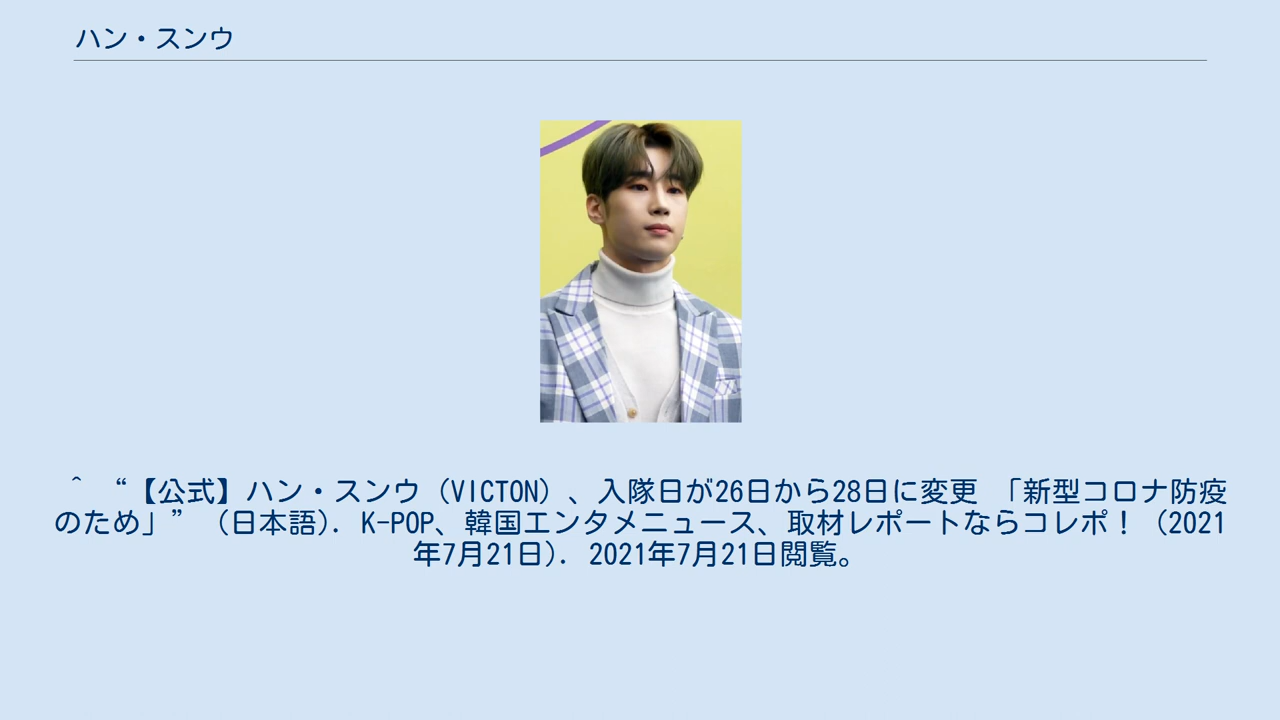 ハン・スンウ
^ “【公式】ハン・スンウ（VICTON）、入隊日が26日から28日に変更 「新型コロナ防疫
のため」” （日本語）. K-POP、韓国エンタメニュース、取材レポートならコレポ！（2021
年7月21日）. 2021年7月21日閲覧。